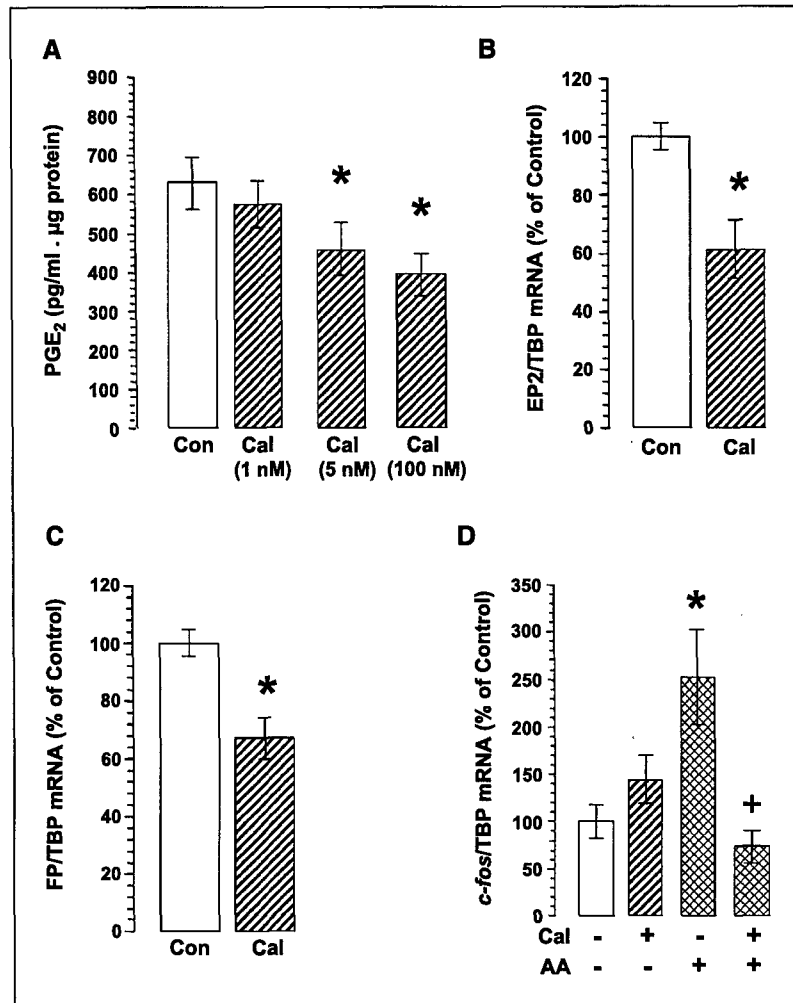 A
PGE₂ (pg/ml - µg protein)
900
800
700
600
500
400
300
200
100
0
*
*
Con
Cal
(1 nM)
Cal
(5 nM)
Cal
(100 nM)
B
EP2/TBP mRNA (% of Control)
120
100
80
60
40
20
0
*
Con
Cal
C
FP/TBP mRNA (% of Control)
120
100
80
60
40
20
0
*
Con
Cal
D
c-fos/TBP mRNA (% of Control)
350
300
250
200
150
100
50
0
*
+
Cal - + - +
AA - - + +